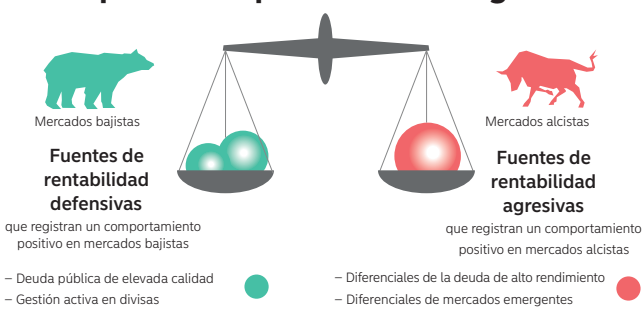 Mercados bajistas
Fuentes de
rentabilidad
defensivas
que registran un comportamiento
positivo en mercados bajistas
– Deuda pública de elevada calidad
– Gestión activa en divisas
Mercados alcistas
Fuentes de
rentabilidad
agresivas
que registran un comportamiento
positivo en mercados alcistas
– Diferenciales de la deuda de alto rendimiento
– Diferenciales de mercados emergentes